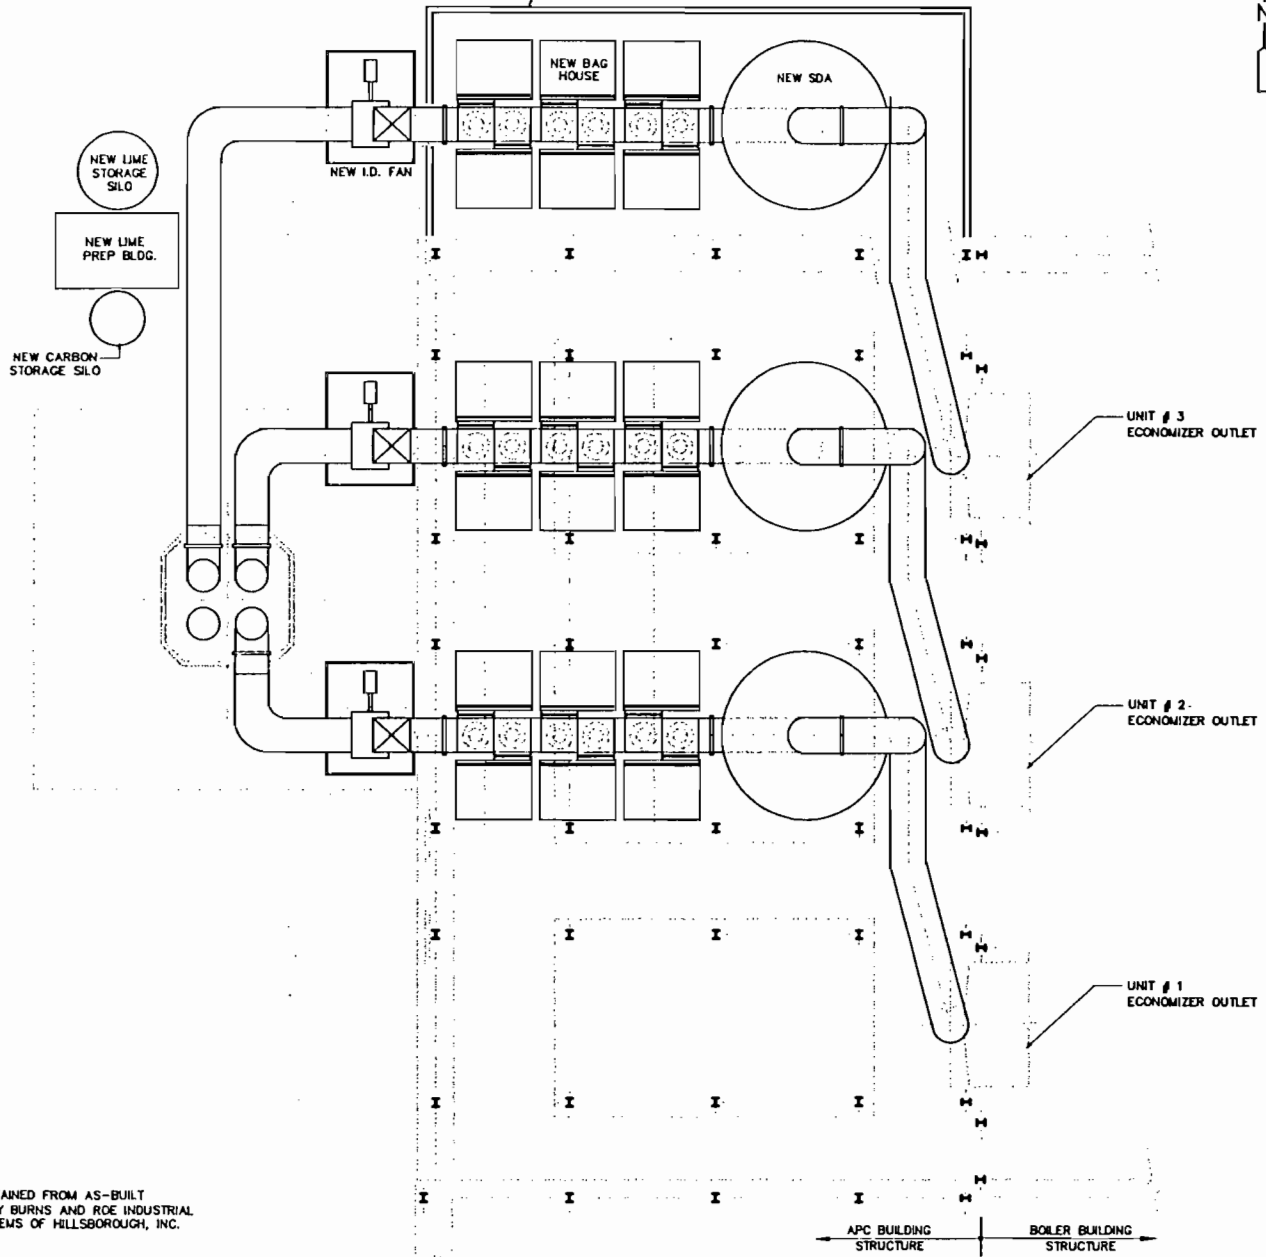 N
NEW BAG
HOUSE
NEW SDA
NEW LIME
STORAGE
SILO
NEW I.D. FAN
NEW LIME
PREP BLDG.
NEW CARBON
STORAGE SILO
UNIT # 3
ECONOMIZER OUTLET
UNIT # 2
ECONOMIZER OUTLET
UNIT # 1
ECONOMIZER OUTLET
AINED FROM AS-BUILT
Y BURNS AND ROE INDUSTRIAL
EMS OF HILLSBOROUGH, INC.
APC BUILDING
STRUCTURE
BOILER BUILDING
STRUCTURE